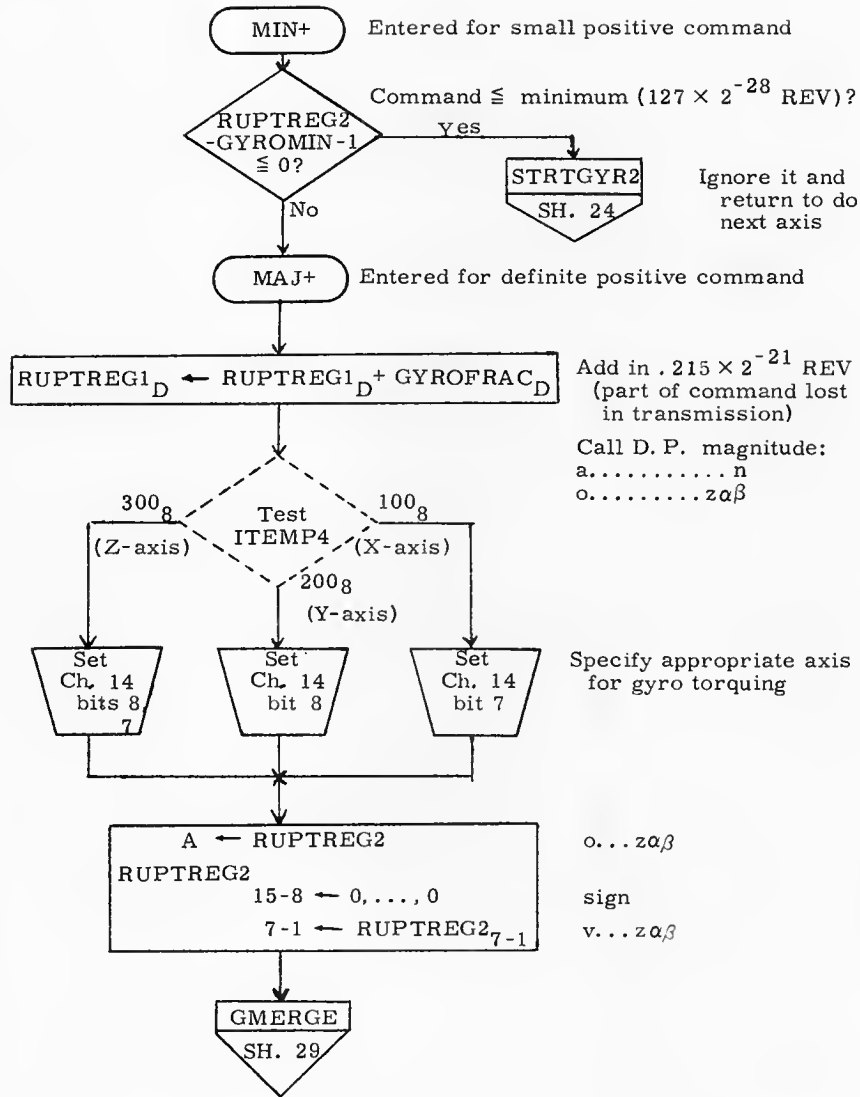 MIN+
Entered for small positive command
Command ≦ minimum (127 × 2⁻²⁸ REV)?
RUPTREG2
-GYROMIN-1
≦ 0?
Yes
STRTGYR2
SH. 24
Ignore it and
return to do
next axis
No
MAJ+
Entered for definite positive command
RUPTREG1_D ← RUPTREG1_D + GYROFRAC_D
Add in .215 × 2⁻²¹ REV
(part of command lost
in transmission)
Call D. P. magnitude:
a...........n
o.........zαβ
300₈
(Z-axis)
Test
ITEMP4
100₈
(X-axis)
200₈
(Y-axis)
Set
Ch. 14
bits 8,
7
Set
Ch. 14
bit 8
Set
Ch. 14
bit 7
Specify appropriate axis
for gyro torquing
A ← RUPTREG2
o...zαβ
RUPTREG2
15-8 ← 0,...,0
sign
7-1 ← RUPTREG2₇₋₁
v...zαβ
GMERGE
SH. 29